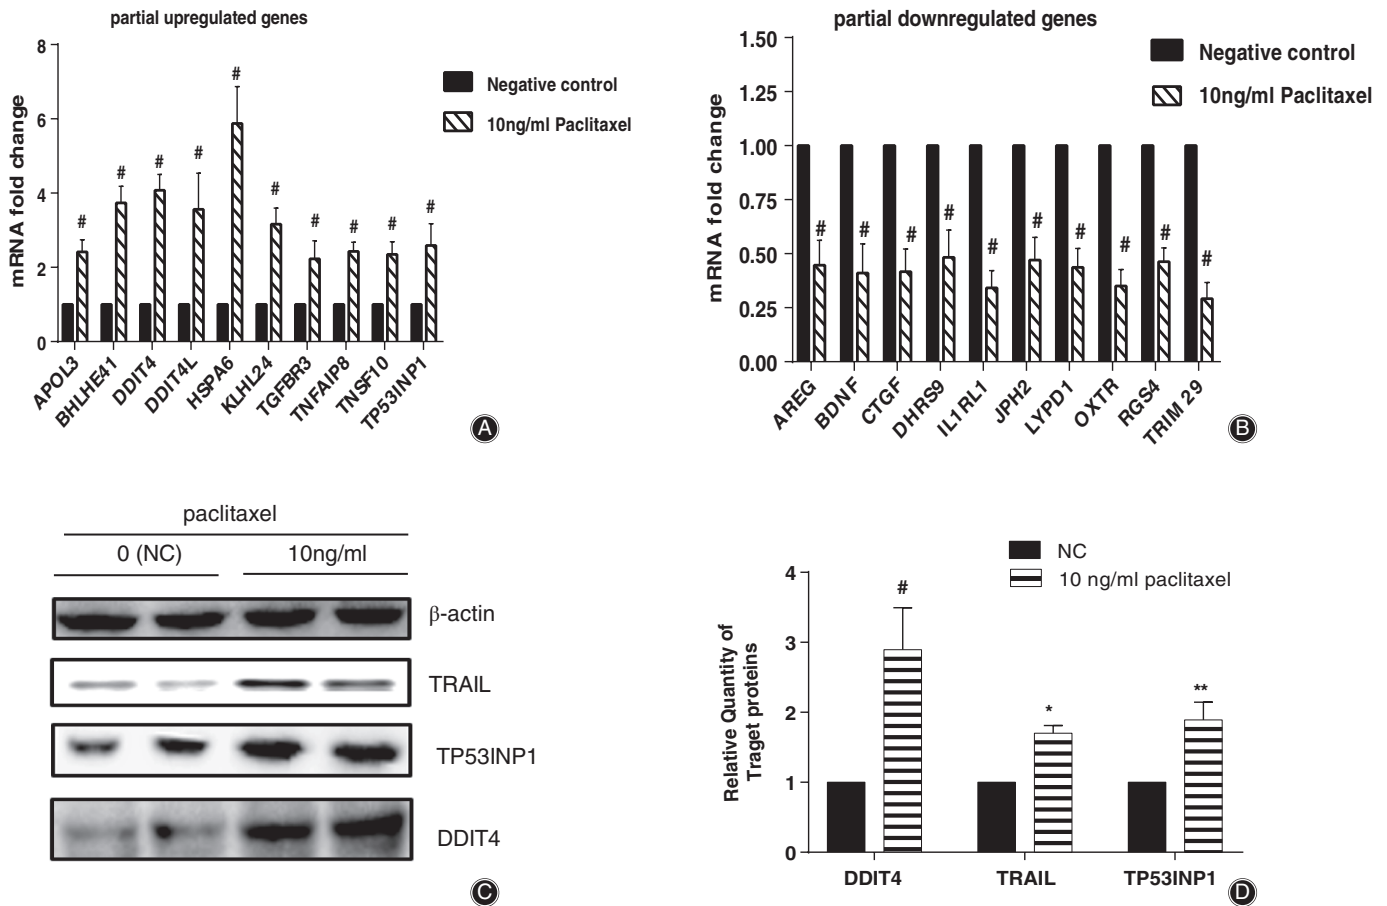 partial upregulated genes
8
6
4
2
0
mRNA fold change
#
#
#
#
#
#
#
#
#
#
Negative control
10ng/ml Paclitaxel
APOL3
BHLHE41
DDIT4
DDIT4L
HSPA6
KLHL24
TGFBR3
TNFAIP8
TNSF10
TP53INP1
A
partial downregulated genes
1.50
1.25
1.00
0.75
0.50
0.25
0.00
mRNA fold change
#
#
#
#
#
#
#
#
#
#
Negative control
10ng/ml Paclitaxel
AREG
BDNF
CTGF
DHRS9
IL1RL1
JPH2
LYPD1
OXTR
RGS4
TRIM 29
B
paclitaxel
0 (NC)
10ng/ml
β-actin
TRAIL
TP53INP1
DDIT4
C
NC
10 ng/ml paclitaxel
4
3
2
1
0
Relative Quantity of
Traget proteins
#
*
**
DDIT4
TRAIL
TP53INP1
D